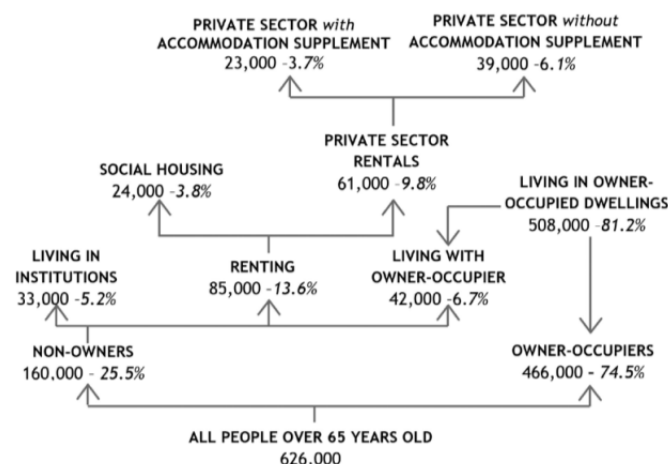 PRIVATE SECTOR with
ACCOMMODATION SUPPLEMENT
23,000 -3.7%
PRIVATE SECTOR without
ACCOMMODATION SUPPLEMENT
39,000 -6.1%
PRIVATE SECTOR
RENTALS
61,000 -9.8%
SOCIAL HOUSING
24,000 -3.8%
LIVING IN OWNER-
OCCUPIED DWELLINGS
508,000 -81.2%
LIVING IN
INSTITUTIONS
33,000 -5.2%
RENTING
85,000 -13.6%
LIVING WITH
OWNER-OCCUPIER
42,000 -6.7%
NON-OWNERS
160,000 - 25.5%
OWNER-OCCUPIERS
466,000 - 74.5%
ALL PEOPLE OVER 65 YEARS OLD
626,000